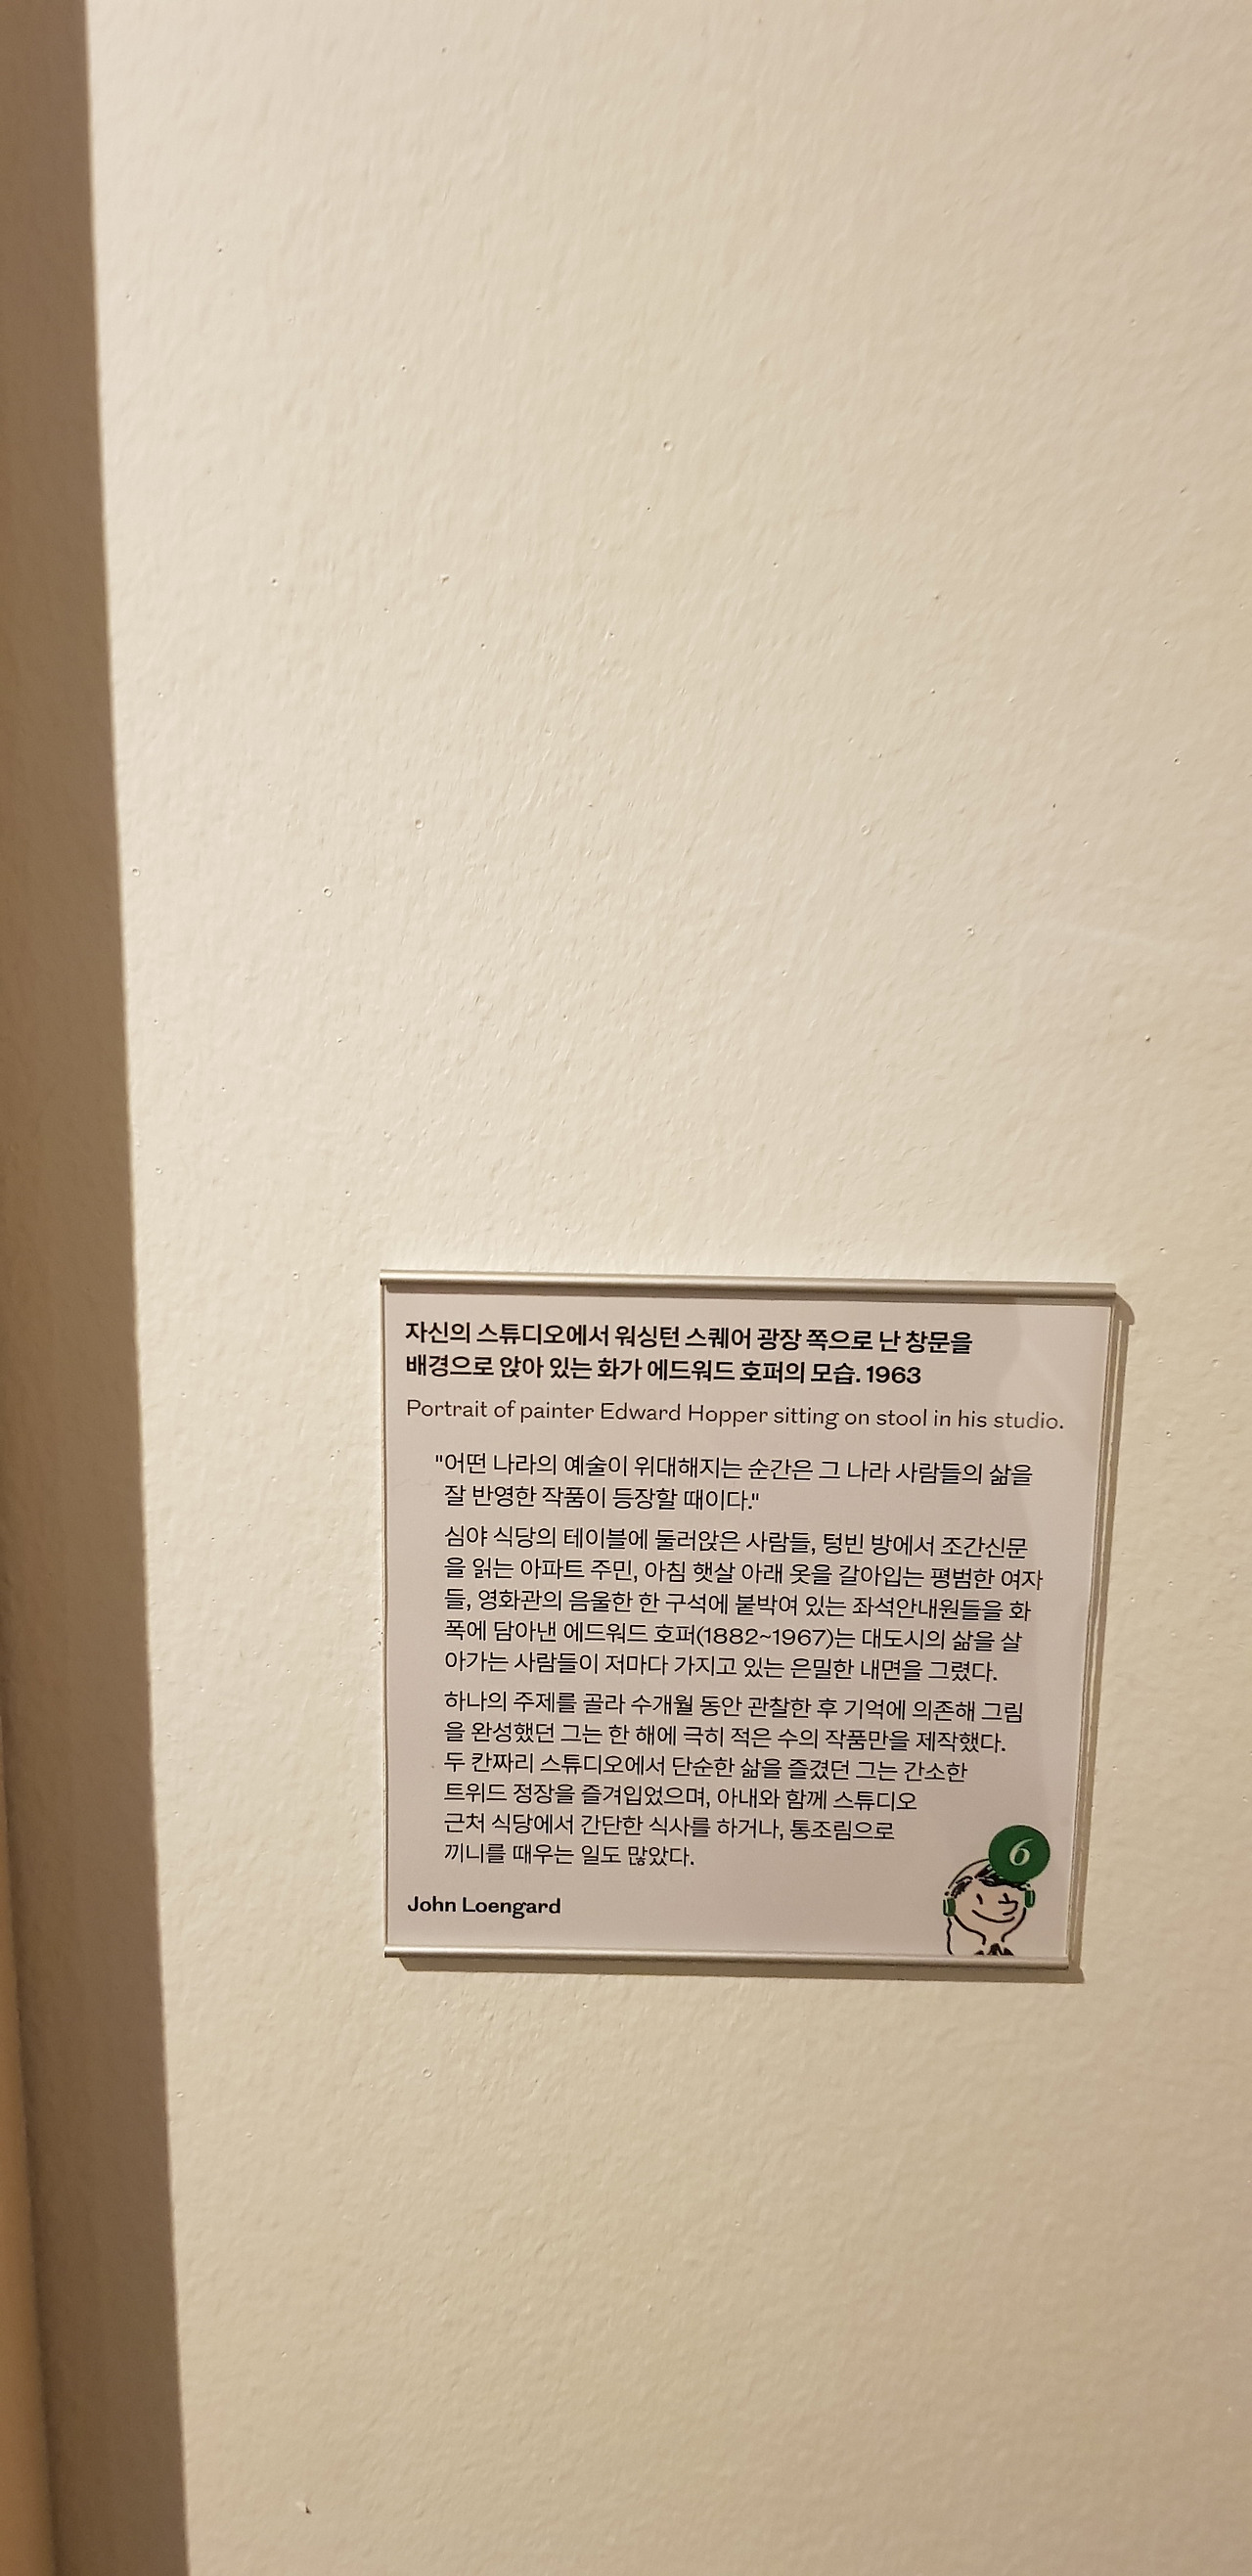 자신의 스튜디오에서 워싱턴 스퀘어 광장 쪽으로 난 창문을
배경으로 앉아 있는 화가 에드워드 호퍼의 모습. 1963
Portrait of painter Edward Hopper sitting on stool in his studio.
"어떤 나라의 예술이 위대해지는 순간은 그 나라 사람들의 삶을
잘 반영한 작품이 등장할 때이다."
심야 식당의 테이블에 둘러앉은 사람들, 텅빈 방에서 조간신문
을 읽는 아파트 주민, 아침 햇살 아래 옷을 갈아입는 평범한 여자
들, 영화관의 음울한 한 구석에 붙박여 있는 좌석안내원들을 화
폭에 담아낸 에드워드 호퍼(1882~1967)는 대도시의 삶을 살
아가는 사람들이 저마다 가지고 있는 은밀한 내면을 그렸다.
하나의 주제를 골라 수개월 동안 관찰한 후 기억에 의존해 그림
을 완성했던 그는 한 해에 극히 적은 수의 작품만을 제작했다.
두 칸짜리 스튜디오에서 단순한 삶을 즐겼던 그는 간소한
트위드 정장을 즐겨입었으며, 아내와 함께 스튜디오
근처 식당에서 간단한 식사를 하거나, 통조림으로
끼니를 때우는 일도 많았다.
6
John Loengard